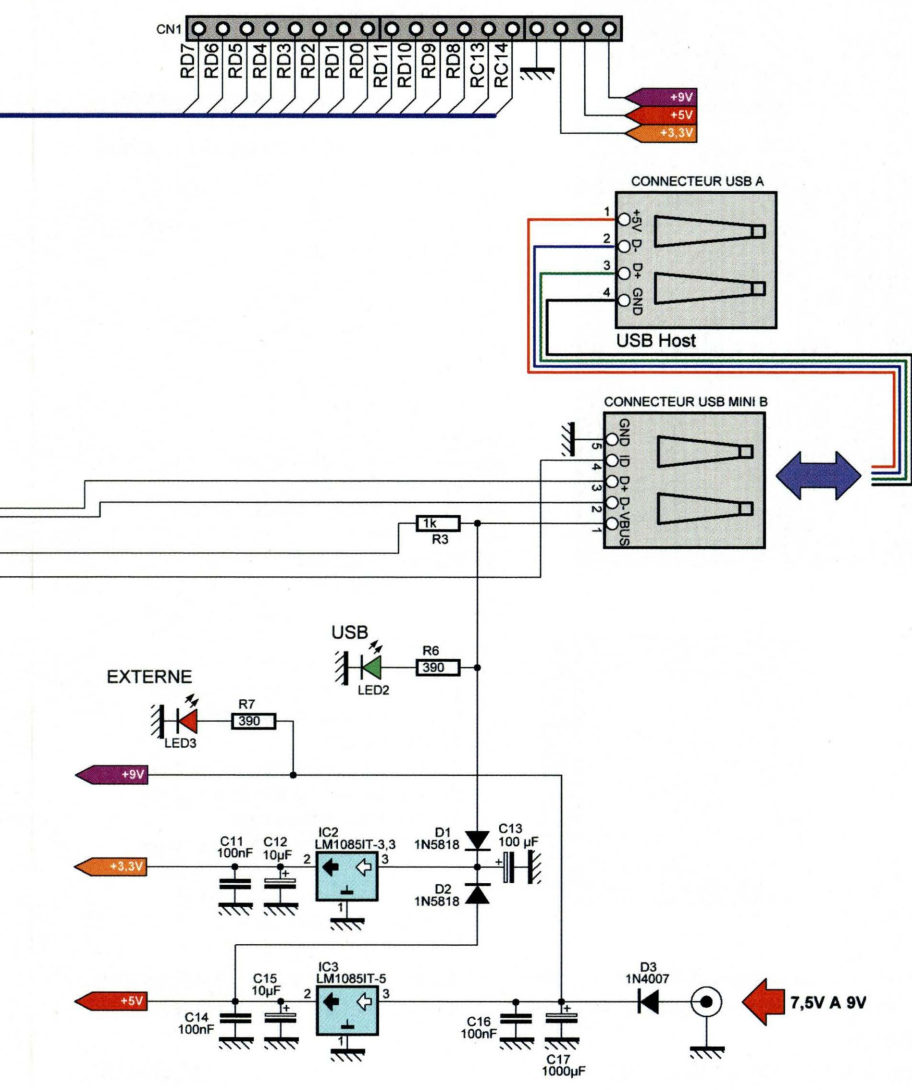 CN1
RD7 RD6 RD5 RD4 RD3 RD2 RD1 RD0 RD11 RD10 RD9 RD8 RC13 RC14
+9V
+5V
+3,3V
CONNECTEUR USB A
1 +5V
2 D-
3 D+
4 GND
USB Host
CONNECTEUR USB MINI B
5 GND
4 ID
3 D+
2 D-
1 VBUS
1k
R3
USB
R6
390
LED2
EXTERNE
R7
390
LED3
+9V
D1
1N5818
C13
100 µF
+
IC2
LM1085IT-3,3
C11
100nF
C12
10µF
+
+3,3V
2
3
1
D2
1N5818
IC3
LM1085IT-5
C15
10µF
+
+5V
2
3
1
C14
100nF
C16
100nF
+
C17
1000µF
D3
1N4007
7,5V A 9V